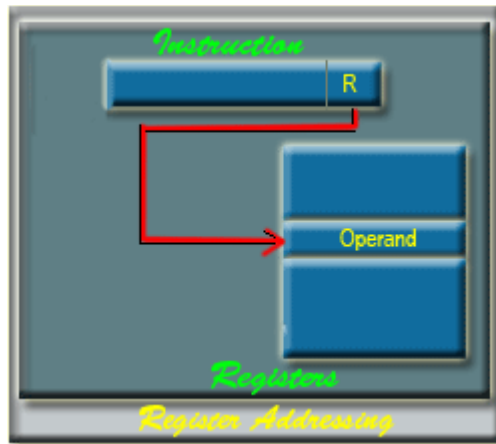 Instruction
R
Operand
Registers
Register Addressing